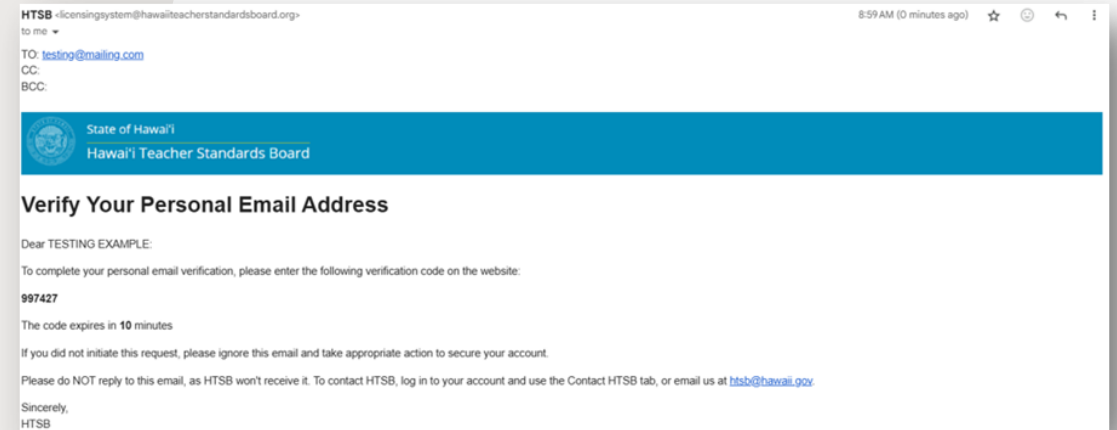 HTSB <licensingsystem@hawaiiteacherstandardsboard.org>
8:59 AM (0 minutes ago)
to me
TO: testing@mailing.com
CC:
BCC:
State of Hawai'i
Hawai'i Teacher Standards Board
Verify Your Personal Email Address
Dear TESTING EXAMPLE:
To complete your personal email verification, please enter the following verification code on the website:
997427
The code expires in 10 minutes
If you did not initiate this request, please ignore this email and take appropriate action to secure your account.
Please do NOT reply to this email, as HTSB won't receive it. To contact HTSB, log in to your account and use the Contact HTSB tab, or email us at htsb@hawaii.gov.
Sincerely,
HTSB